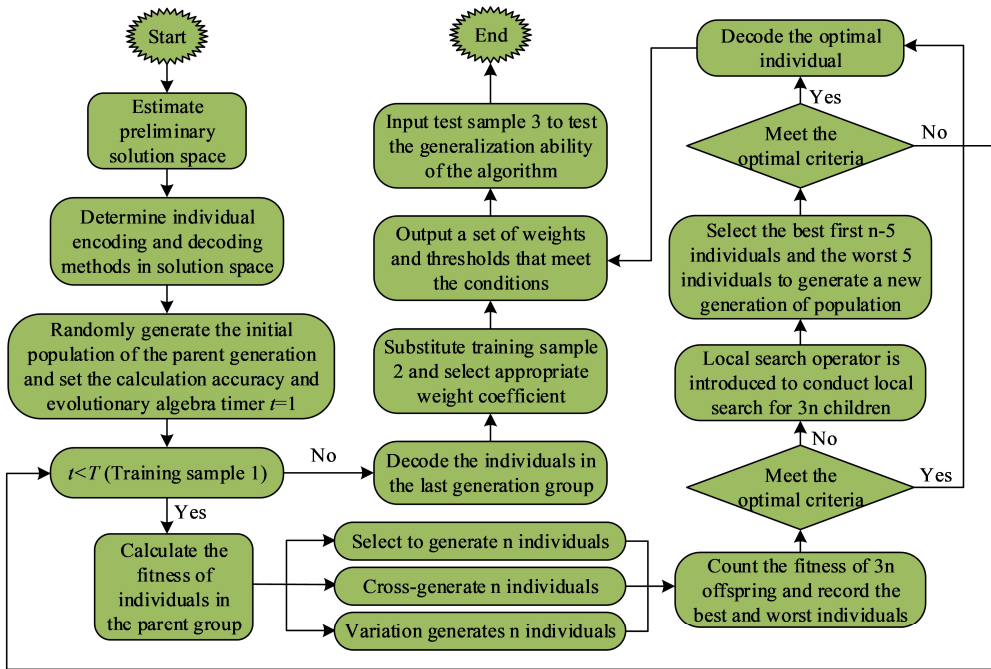 Start
Estimate
preliminary
solution space
Determine individual
encoding and decoding
methods in solution space
Randomly generate the initial
population of the parent generation
and set the calculation accuracy and
evolutionary algebra timer t=1
t<T (Training sample 1)
No
Yes
Calculate the
fitness of
individuals in
the parent group
Select to generate n individuals
Cross-generate n individuals
Variation generates n individuals
End
Input test sample 3 to test
the generalization ability
of the algorithm
Output a set of weights
and thresholds that meet
the conditions
Substitute training sample
2 and select appropriate
weight coefficient
Decode the individuals in
the last generation group
Decode the optimal
individual
Yes
No
Meet the
optimal criteria
Select the best first n-5
individuals and the worst 5
individuals to generate a new
generation of population
Local search operator is
introduced to conduct local
search for 3n children
No
Yes
Meet the
optimal criteria
Count the fitness of 3n
offspring and record the
best and worst individuals